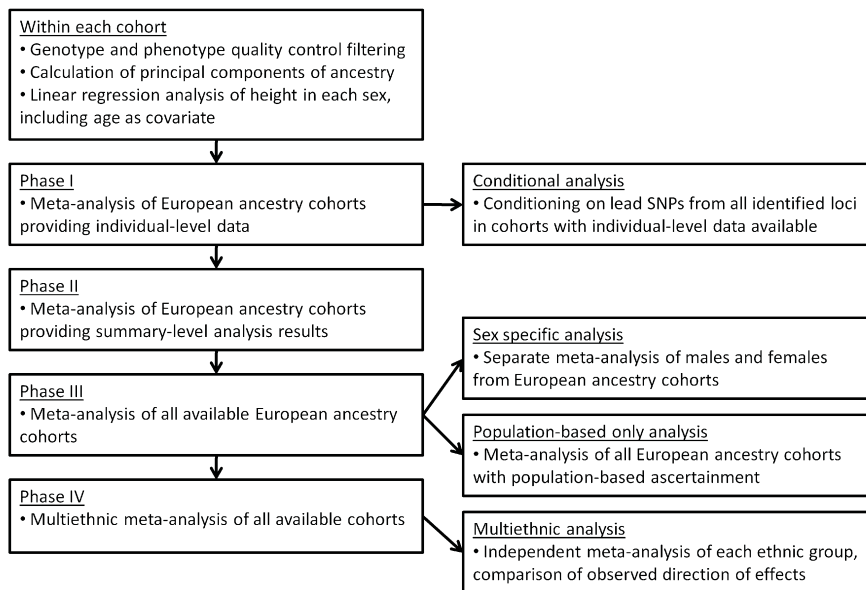 Within each cohort
• Genotype and phenotype quality control filtering
• Calculation of principal components of ancestry
• Linear regression analysis of height in each sex,
including age as covariate
Phase I
• Meta-analysis of European ancestry cohorts
providing individual-level data
Conditional analysis
• Conditioning on lead SNPs from all identified loci
in cohorts with individual-level data available
Phase II
• Meta-analysis of European ancestry cohorts
providing summary-level analysis results
Sex specific analysis
• Separate meta-analysis of males and females
from European ancestry cohorts
Phase III
• Meta-analysis of all available European ancestry
cohorts
Population-based only analysis
• Meta-analysis of all European ancestry cohorts
with population-based ascertainment
Phase IV
• Multiethnic meta-analysis of all available cohorts
Multiethnic analysis
• Independent meta-analysis of each ethnic group,
comparison of observed direction of effects